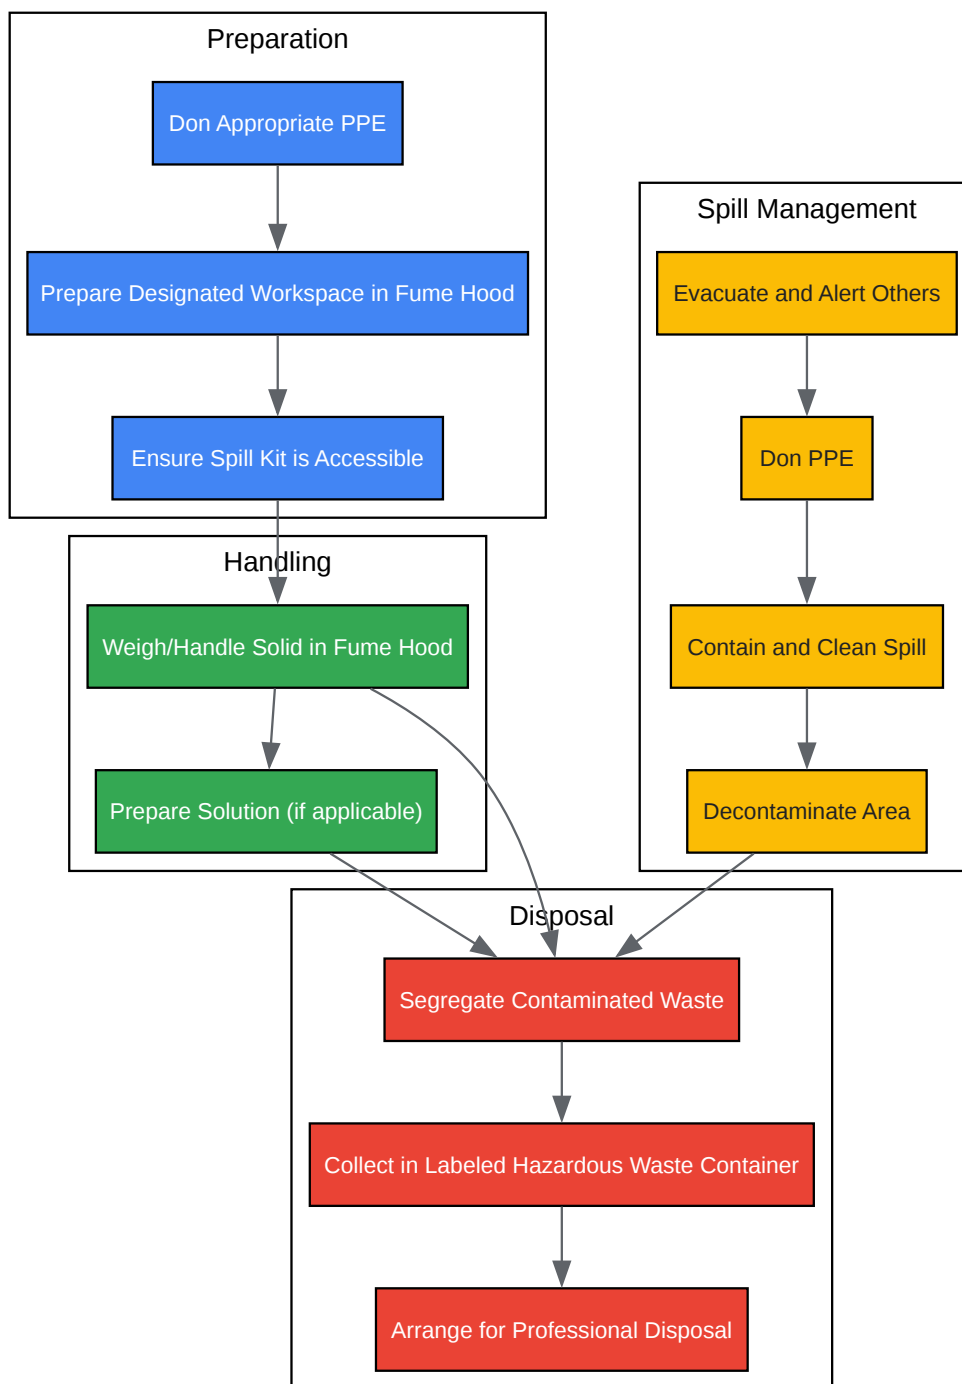 Preparation
Don Appropriate PPE
Prepare Designated Workspace in Fume Hood
Ensure Spill Kit is Accessible
Handling
Weigh/Handle Solid in Fume Hood
Prepare Solution (if applicable)
Spill Management
Evacuate and Alert Others
Don PPE
Contain and Clean Spill
Decontaminate Area
Disposal
Segregate Contaminated Waste
Collect in Labeled Hazardous Waste Container
Arrange for Professional Disposal